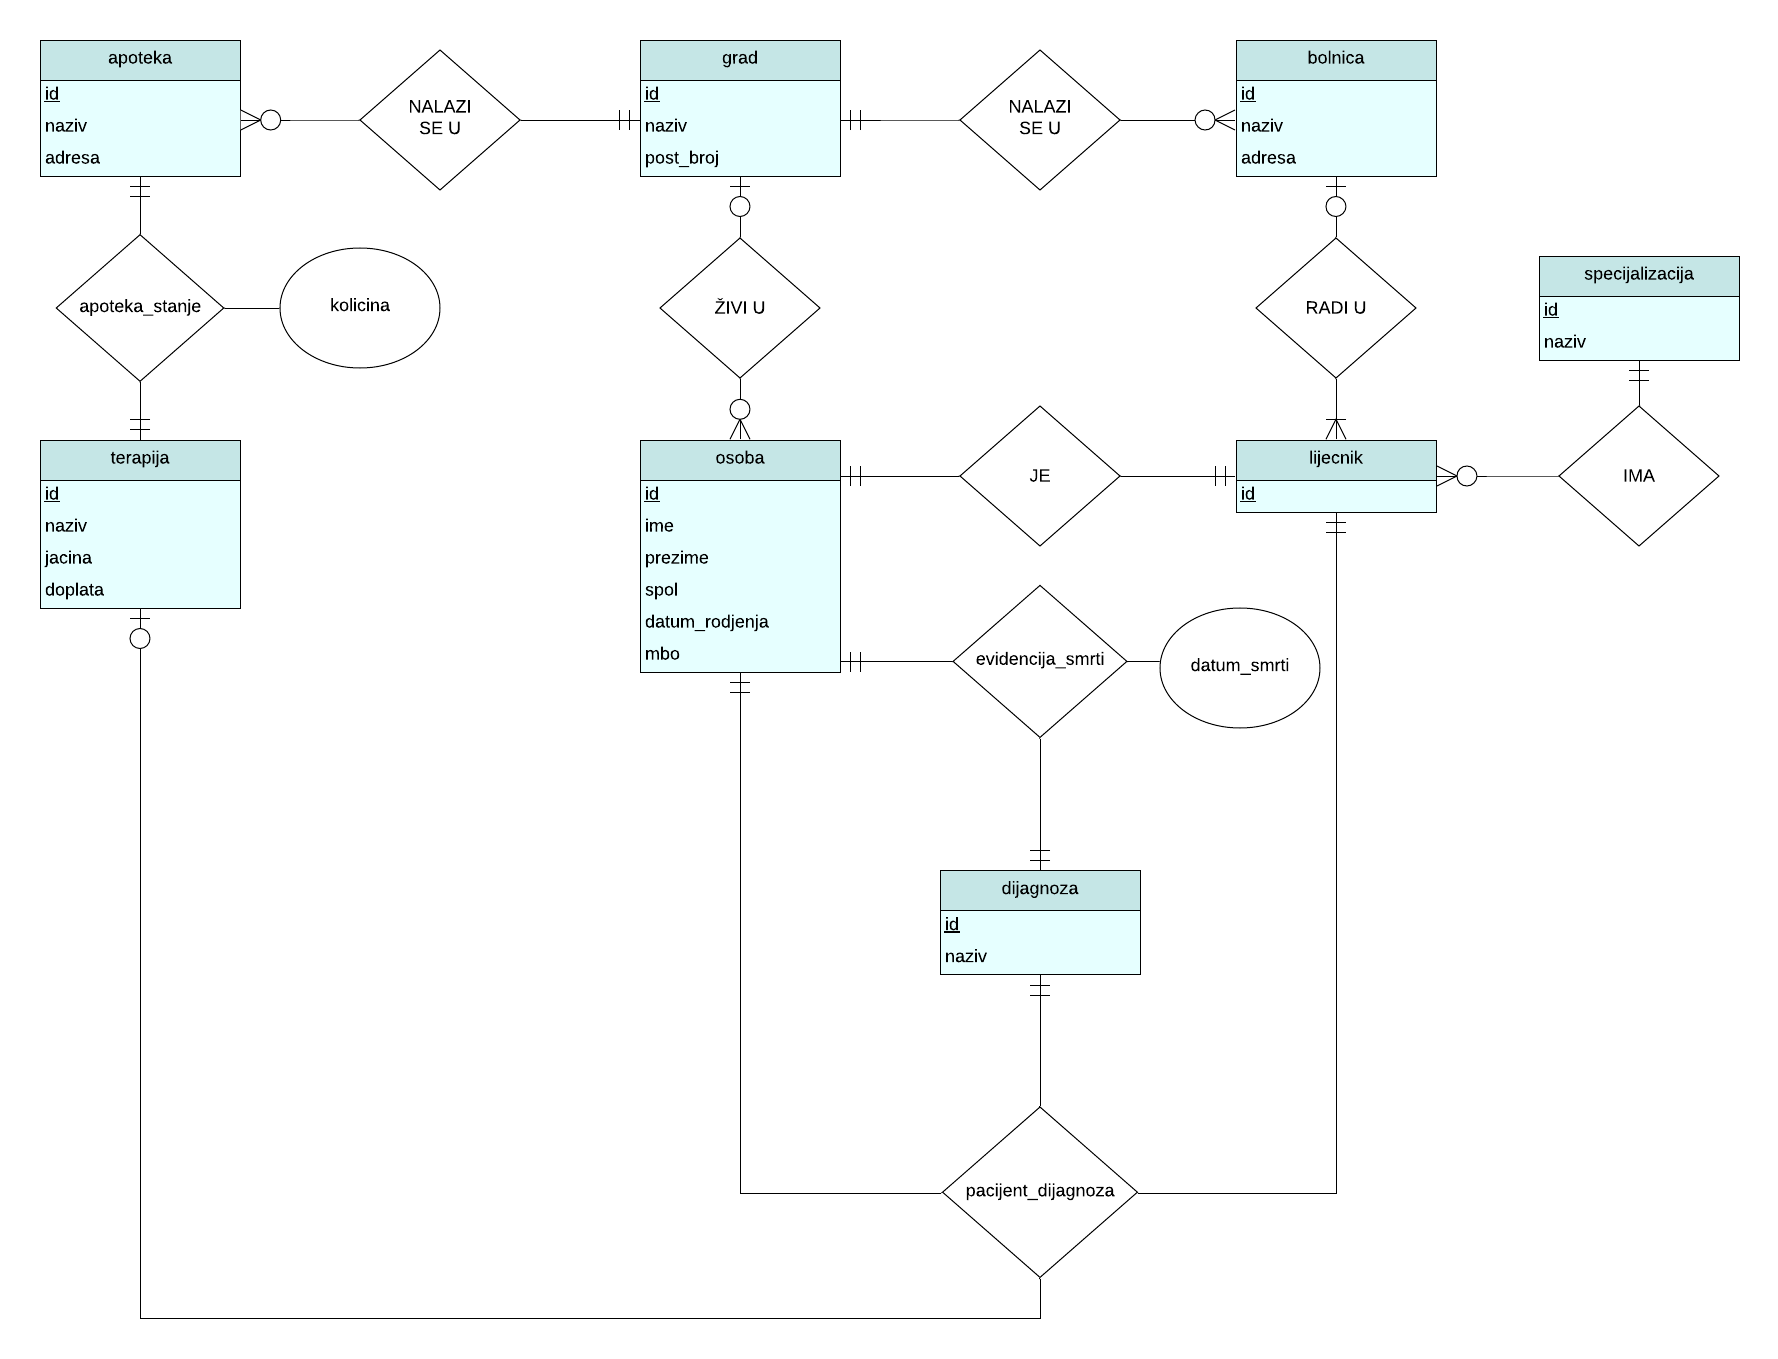 apoteka
id
naziv
adresa
NALAZI
SE U
grad
id
naziv
post_broj
NALAZI
SE U
bolnica
id
naziv
adresa
apoteka_stanje
kolicina
ŽIVI U
RADI U
specijalizacija
id
naziv
terapija
id
naziv
jacina
doplata
osoba
id
ime
prezime
spol
datum_rodjenja
mbo
JE
lijecnik
id
IMA
evidencija_smrti
datum_smrti
dijagnoza
id
naziv
pacijent_dijagnoza